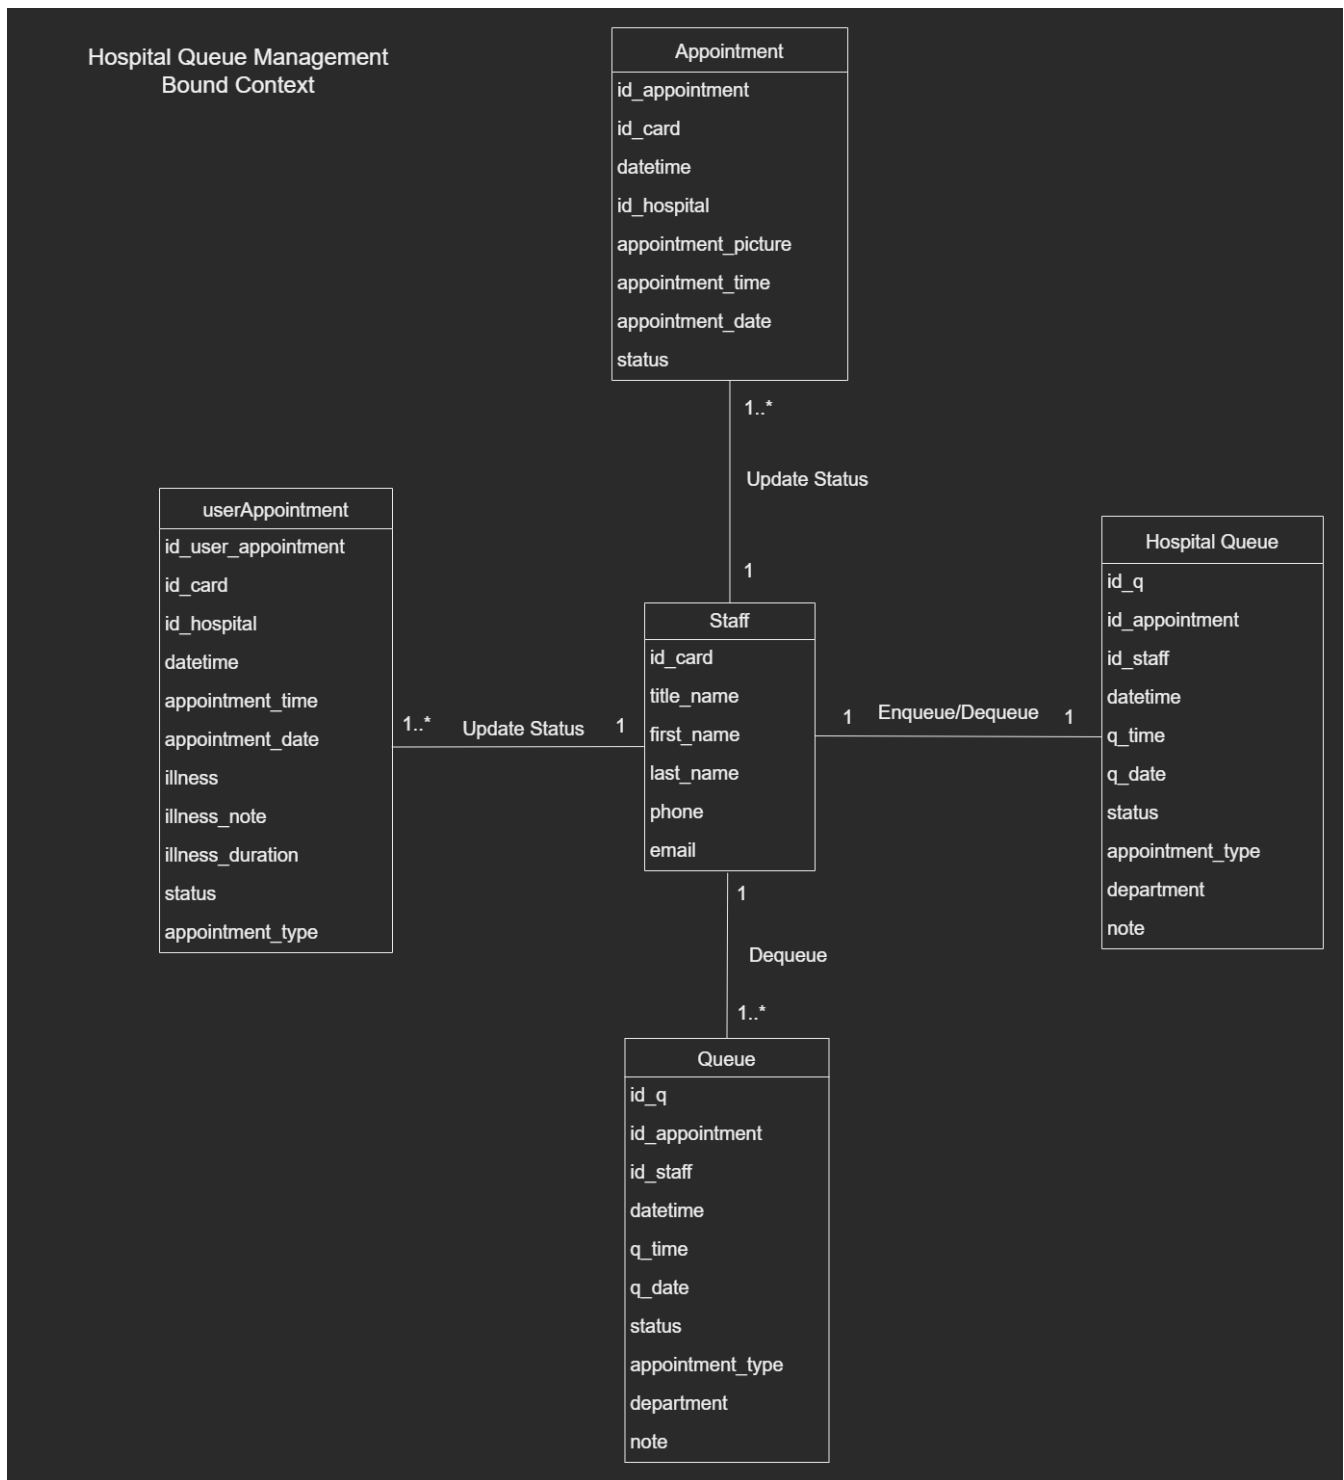 Hospital Queue Management
Bound Context
Appointment
id_appointment
id_card
datetime
id_hospital
appointment_picture
appointment_time
appointment_date
status
1..*
Update Status
1
userAppointment
id_user_appointment
id_card
id_hospital
datetime
appointment_time
appointment_date
illness
illness_note
illness_duration
status
appointment_type
1..*
Update Status
1
Staff
id_card
title_name
first_name
last_name
phone
email
1
Enqueue/Dequeue
1
Hospital Queue
id_q
id_appointment
id_staff
datetime
q_time
q_date
status
appointment_type
department
note
1
Dequeue
1..*
Queue
id_q
id_appointment
id_staff
datetime
q_time
q_date
status
appointment_type
department
note